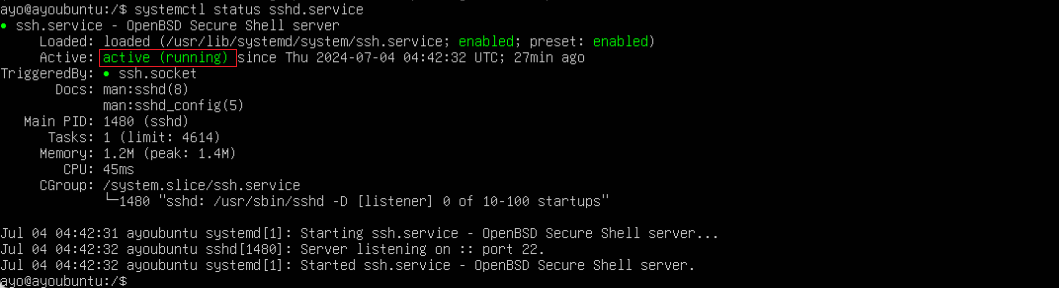 ayo@ayoubuntu:/$ systemctl status sshd.service
● ssh.service - OpenBSD Secure Shell server
Loaded: loaded (/usr/lib/systemd/system/ssh.service; enabled; preset: enabled)
Active: active (running) since Thu 2024-07-04 04:42:32 UTC; 27min ago
TriggeredBy: ● ssh.socket
Docs: man:sshd(8)
man:sshd_config(5)
Main PID: 1480 (sshd)
Tasks: 1 (limit: 4614)
Memory: 1.2M (peak: 1.4M)
CPU: 45ms
CGroup: /system.slice/ssh.service
└─1480 "sshd: /usr/sbin/sshd -D [listener] 0 of 10-100 startups"
Jul 04 04:42:31 ayoubuntu systemd[1]: Starting ssh.service - OpenBSD Secure Shell server...
Jul 04 04:42:32 ayoubuntu sshd[1480]: Server listening on :: port 22.
Jul 04 04:42:32 ayoubuntu systemd[1]: Started ssh.service - OpenBSD Secure Shell server.
ayo@ayoubuntu:/$